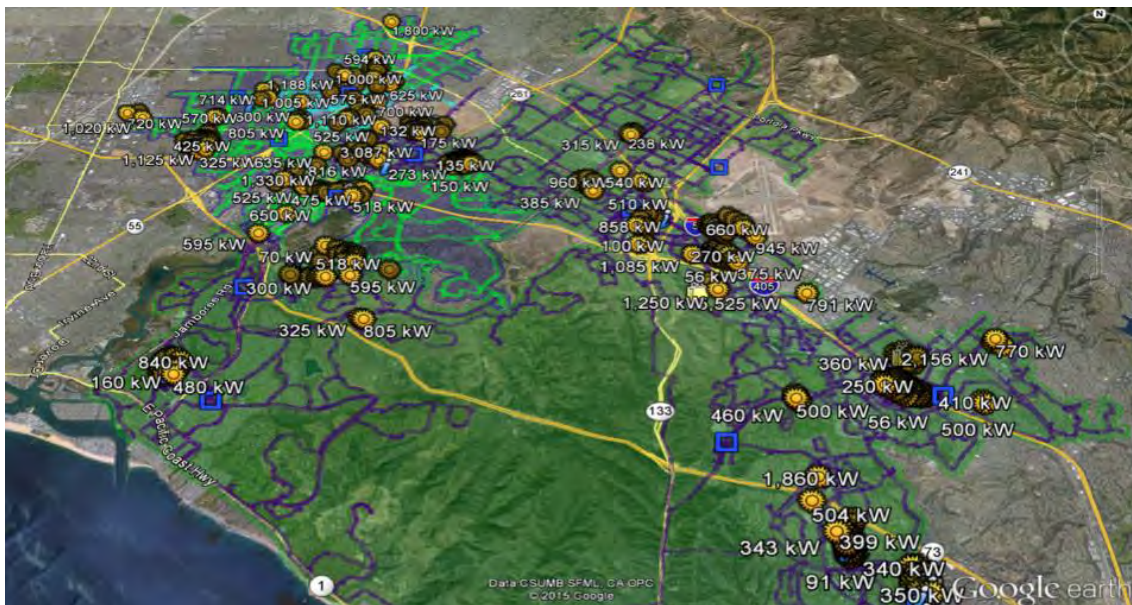 N
1,800 kW
594 kW
261
1,188 kW
1,000 kW
714 kW
1,005 kW
575 kW
625 kW
1,020 kW
720 kW
570 kW
1,110 kW
700 kW
Portola Pkwy
805 kW
525 kW
132 kW
425 kW
175 kW
315 kW
238 kW
1,125 kW
325 kW
635 kW
3,087 kW
135 kW
816 kW
273 kW
241
1,330 kW
150 kW
960 kW
540 kW
525 kW
475 kW
518 kW
385 kW
510 kW
55
650 kW
858 kW
660 kW
595 kW
100 kW
945 kW
70 kW
518 kW
1,085 kW
270 kW
Irvine Ave
300 kW
595 kW
56 kW
375 kW
405
Jamboree Rd
1,250 kW
791 kW
325 kW
805 kW
840 kW
360 kW
2,156 kW
770 kW
160 kW
480 kW
250 kW
133
460 kW
500 kW
56 kW
410 kW
500 kW
E Pacific Coast Hwy
1,860 kW
504 kW
343 kW
399 kW
73
91 kW
340 kW
350 kW
1
Data CSUMB SFML, CA OPC
© 2015 Google
Google earth